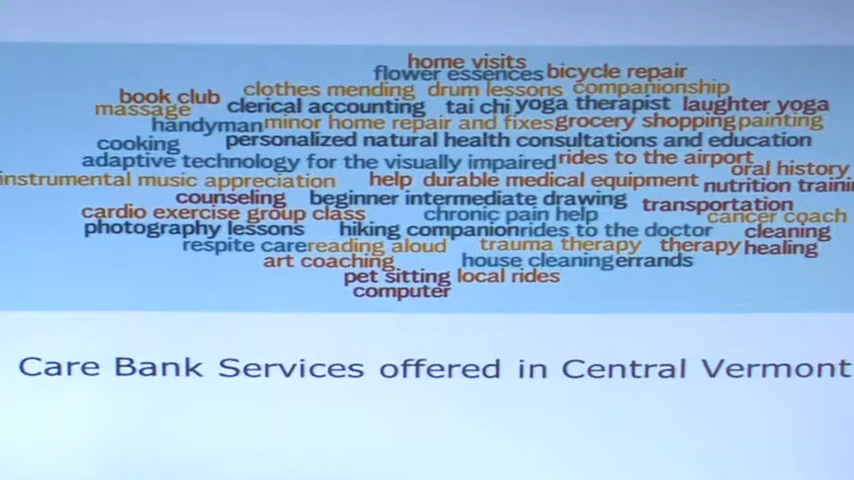 home visits
flower essences bicycle repair
book club clothes mending drum lessons companionship
massage clerical accounting tai chi yoga therapist laughter yoga
handyman minor home repair and fixes grocery shopping painting
cooking personalized natural health consultations and education
adaptive technology for the visually impaired rides to the airport
instrumental music appreciation help durable medical equipment oral history
nutrition traini
counseling beginner intermediate drawing transportation
cardio exercise group class chronic pain help cancer coach
photography lessons hiking companion rides to the doctor cleaning
respite care reading aloud trauma therapy therapy healing
art coaching house cleaning errands
pet sitting local rides
computer
Care Bank Services offered in Central Vermont